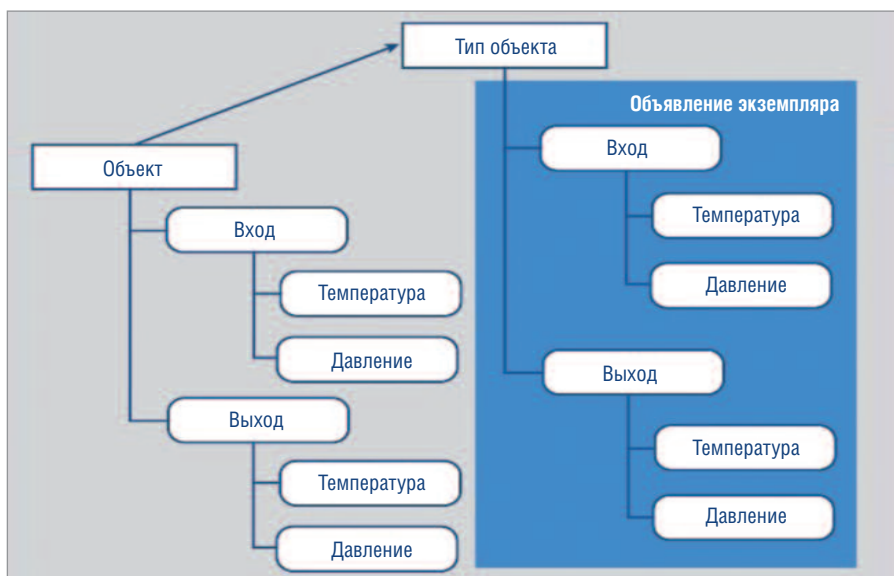 Тип объекта
Объявление экземпляра
Вход
Объект
Температура
Вход
Давление
Температура
Давление
Выход
Выход
Температура
Температура
Давление
Давление